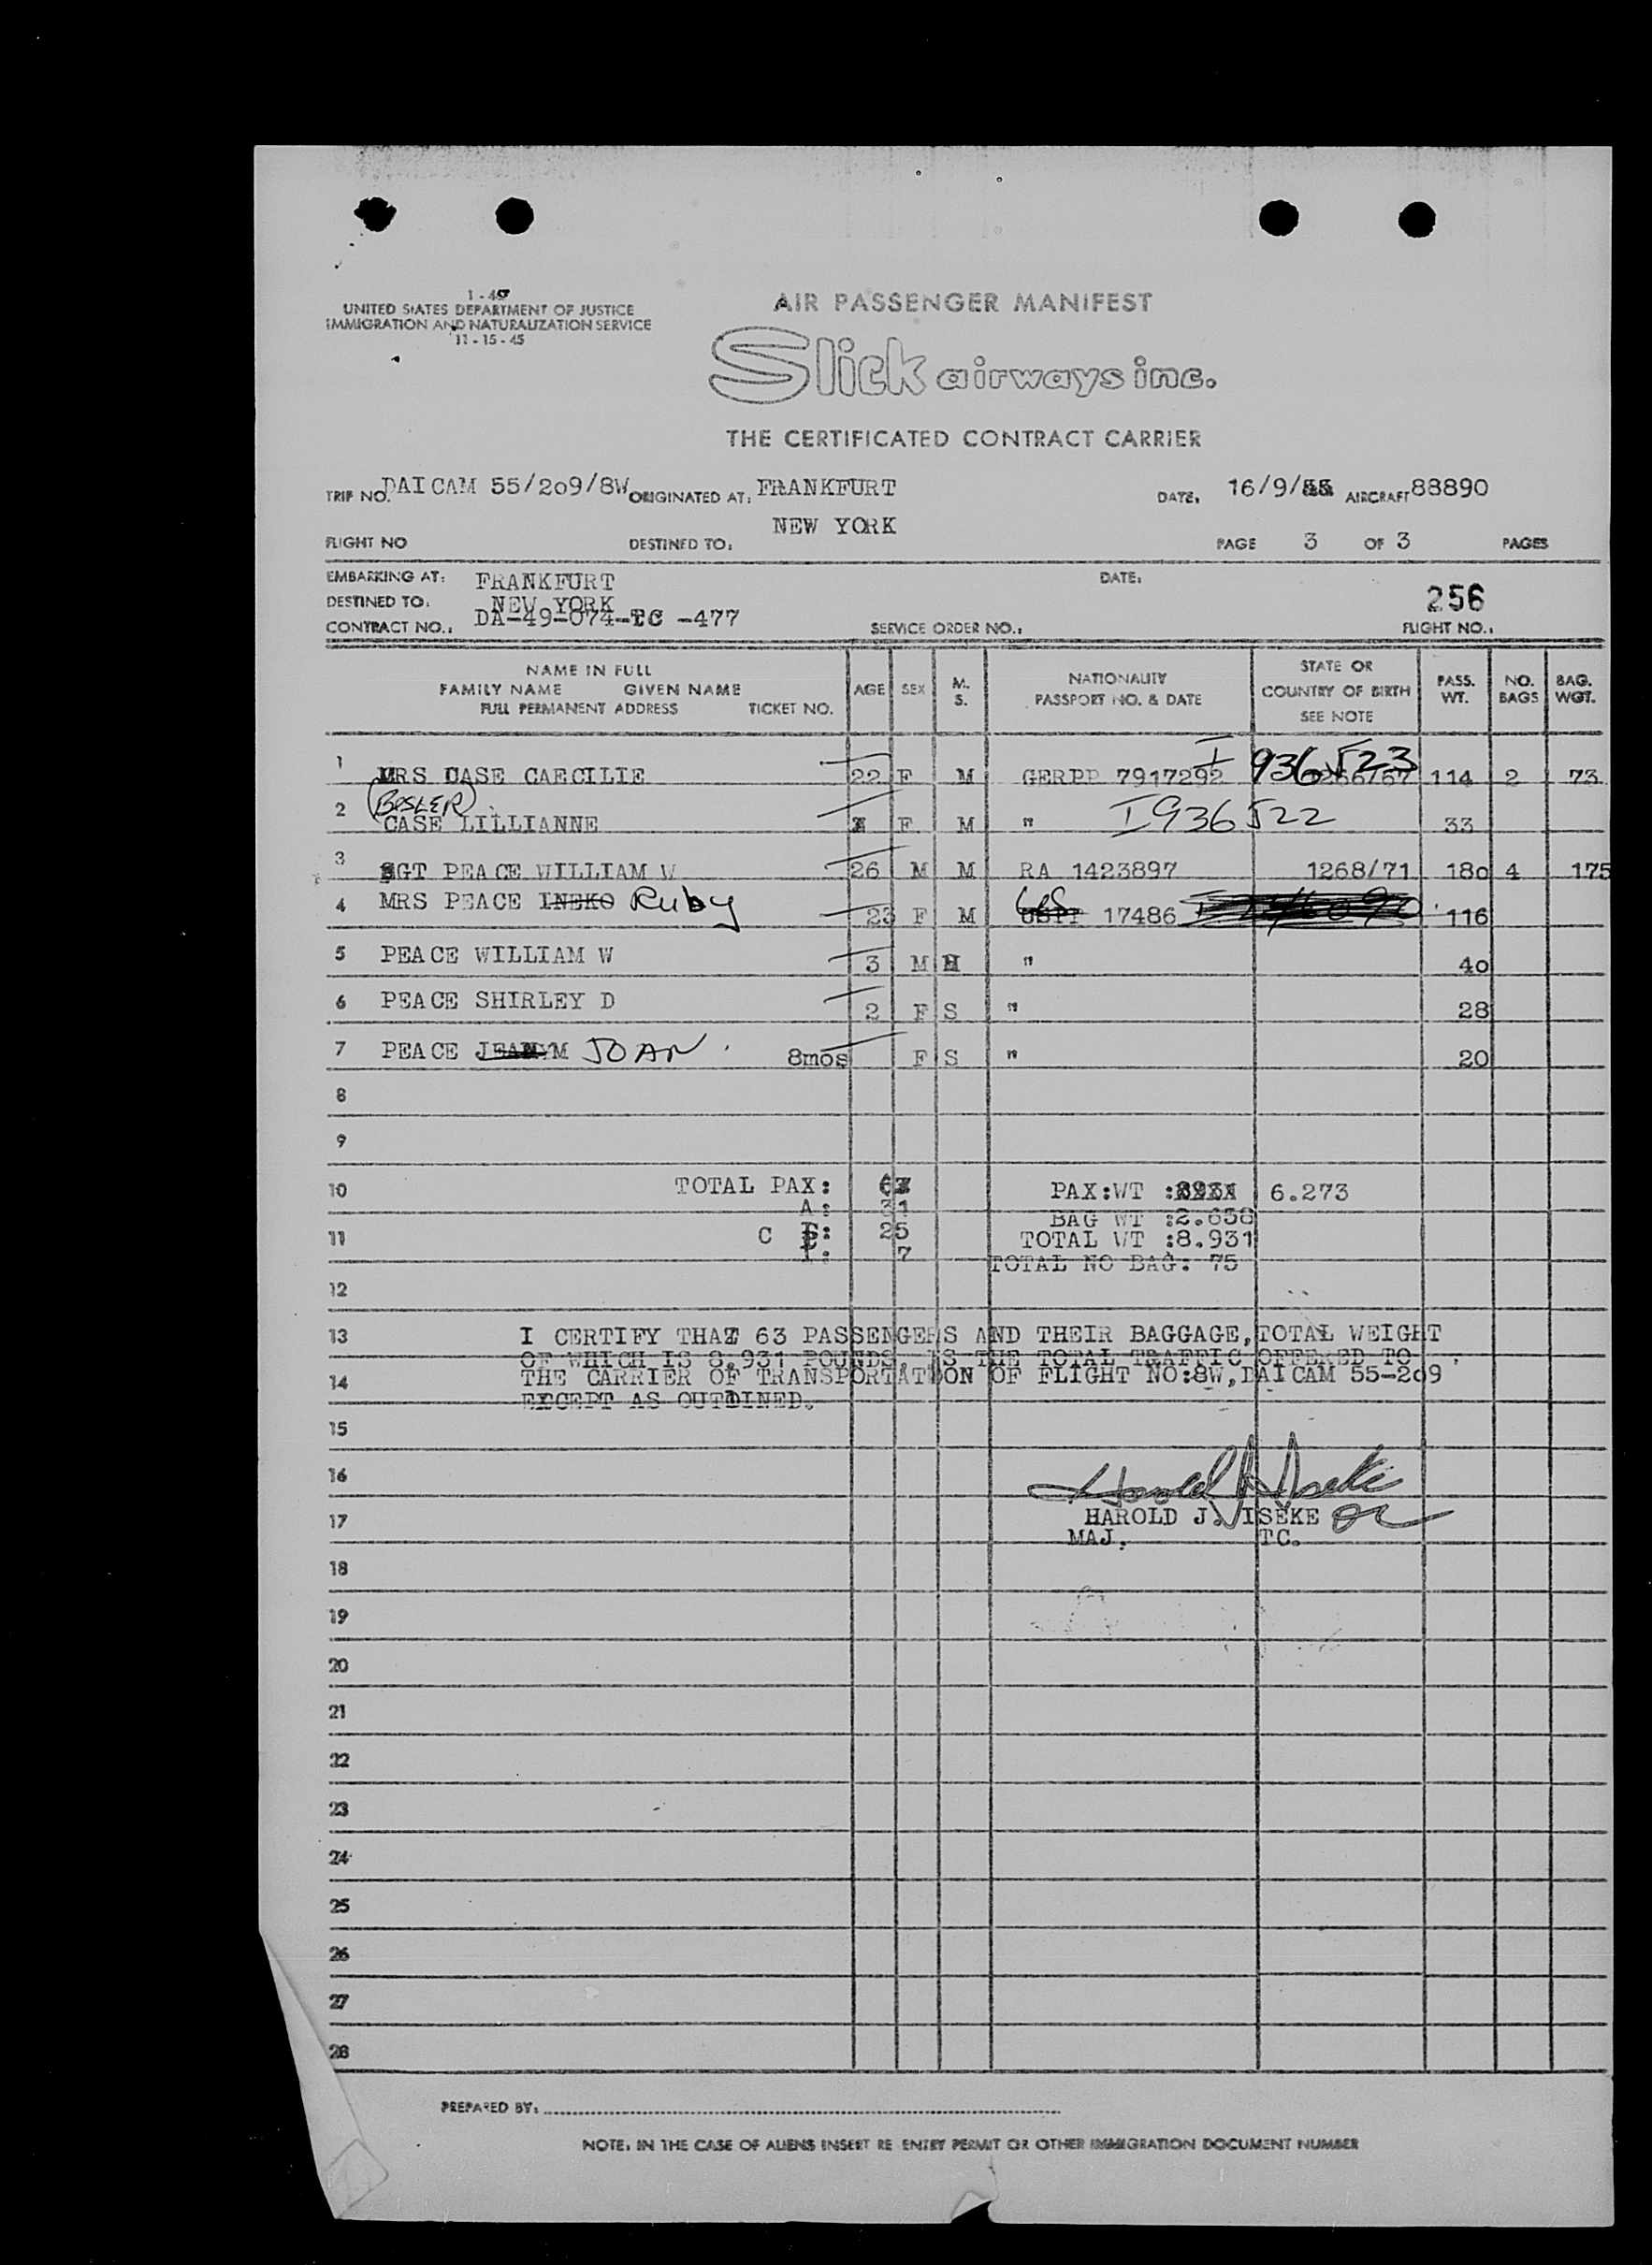 1 - 49
UNITED STATES DEPARTMENT OF JUSTICE
IMMIGRATION AND NATURALIZATION SERVICE
11 - 15 - 45
AIR PASSENGER MANIFEST
Slick airways inc.
THE CERTIFICATED CONTRACT CARRIER
TRIP NO. DAICAM 55/209/8W ORIGINATED AT: FRANKFURT DATE: 16/9/55 AIRCRAFT 88890
FLIGHT NO DESTINED TO: NEW YORK PAGE 3 OF 3 PAGES
EMBARKING AT: FRANKFURT DATE:
DESTINED TO: NEW YORK 256
CONTRACT NO.: DA-49-074-TC -477 SERVICE ORDER NO.: FLIGHT NO.:
NAME IN FULL
FAMILY NAME GIVEN NAME
FULL PERMANENT ADDRESS TICKET NO.
AGE SEX M. S.
NATIONALITY
PASSPORT NO. & DATE
STATE OR
COUNTRY OF BIRTH
SEE NOTE
PASS. WT. NO. BAGS BAG. WGT.
1 MRS CASE CAECILIE 22 F M GERPP 7917292 I 936523 114 2 73
2 (BOSLER) CASE LILLIANNE F M " I936522 33
3 SGT PEACE WILLIAM W 26 M M RA 1423897 1268/71 180 4 175
4 MRS PEACE INEKO Ruby 23 F M US 17486 116
5 PEACE WILLIAM W 3 M " 40
6 PEACE SHIRLEY D 2 F S " 28
7 PEACE M JOAN 8mos F S " 20
8
9
10 TOTAL PAX: 63 PAX:WT : 6.273
A: 31 BAG WT :2.658
11 C : 25 TOTAL WT :8.931
I: 7 TOTAL NO BAG: 75
12
13 I CERTIFY THAT 63 PASSENGERS AND THEIR BAGGAGE,TOTAL WEIGHT
OF WHICH IS 8,931 POUNDS, IS THE TOTAL TRAFFIC OFFERED TO
14 THE CARRIER OF TRANSPORTATION OF FLIGHT NO:8W,DAICAM 55-209
EXCEPT AS OUTLINED.
15
16 Harold J Iseke
17 HAROLD J. ISEKE
MAJ. TC.
18
19
20
21
22
23
24
25
26
27
28
PREPARED BY:
NOTE: IN THE CASE OF ALIENS INSERT RE ENTRY PERMIT OR OTHER IMMIGRATION DOCUMENT NUMBER